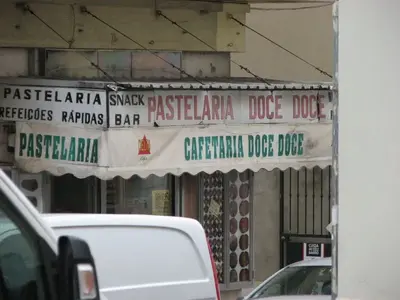 PASTELARIA
REFEIÇÕES RÁPIDAS
SNACK
BAR
PASTELARIA DOCE DOCE
PASTELARIA
CAFETARIA DOCE DOCE